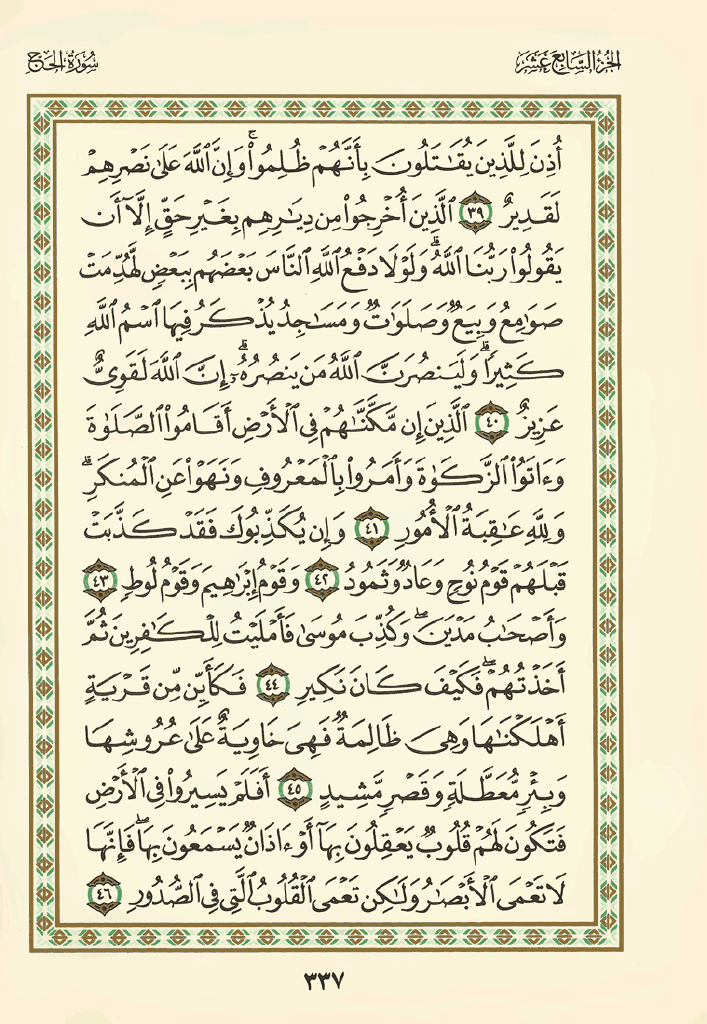 الجزء السابع عشر
سورة الحج
أُذِنَ لِلَّذِينَ يُقَٰتَلُونَ بِأَنَّهُمْ ظُلِمُوا۟ ۚ وَإِنَّ ٱللَّهَ عَلَىٰ نَصْرِهِمْ
لَقَدِيرٌ ٣٩ ٱلَّذِينَ أُخْرِجُوا۟ مِن دِيَٰرِهِم بِغَيْرِ حَقٍّ إِلَّآ أَن
يَقُولُوا۟ رَبُّنَا ٱللَّهُ ۗ وَلَوْلَا دَفْعُ ٱللَّهِ ٱلنَّاسَ بَعْضَهُم بِبَعْضٍ لَّهُدِّمَتْ
صَوَٰمِعُ وَبِيَعٌ وَصَلَوَٰتٌ وَمَسَٰجِدُ يُذْكَرُ فِيهَا ٱسْمُ ٱللَّهِ
كَثِيرًا ۗ وَلَيَنصُرَنَّ ٱللَّهُ مَن يَنصُرُهُۥٓ ۗ إِنَّ ٱللَّهَ لَقَوِىٌّ
عَزِيزٌ ٤٠ ٱلَّذِينَ إِن مَّكَّنَّٰهُمْ فِى ٱلْأَرْضِ أَقَامُوا۟ ٱلصَّلَوٰةَ
وَءَاتَوُا۟ ٱلزَّكَوٰةَ وَأَمَرُوا۟ بِٱلْمَعْرُوفِ وَنَهَوْا۟ عَنِ ٱلْمُنكَرِ ۗ
وَلِلَّهِ عَٰقِبَةُ ٱلْأُمُورِ ٤١ وَإِن يُكَذِّبُوكَ فَقَدْ كَذَّبَتْ
قَبْلَهُمْ قَوْمُ نُوحٍ وَعَادٌ وَثَمُودُ ٤٢ وَقَوْمُ إِبْرَٰهِيمَ وَقَوْمُ لُوطٍ ٤٣
وَأَصْحَٰبُ مَدْيَنَ ۖ وَكُذِّبَ مُوسَىٰ فَأَمْلَيْتُ لِلْكَٰفِرِينَ ثُمَّ
أَخَذْتُهُمْ ۖ فَكَيْفَ كَانَ نَكِيرِ ٤٤ فَكَأَيِّن مِّن قَرْيَةٍ
أَهْلَكْنَٰهَا وَهِىَ ظَالِمَةٌ فَهِىَ خَاوِيَةٌ عَلَىٰ عُرُوشِهَا
وَبِئْرٍ مُّعَطَّلَةٍ وَقَصْرٍ مَّشِيدٍ ٤٥ أَفَلَمْ يَسِيرُوا۟ فِى ٱلْأَرْضِ
فَتَكُونَ لَهُمْ قُلُوبٌ يَعْقِلُونَ بِهَآ أَوْ ءَاذَانٌ يَسْمَعُونَ بِهَا ۖ فَإِنَّهَا
لَا تَعْمَى ٱلْأَبْصَٰرُ وَلَٰكِن تَعْمَى ٱلْقُلُوبُ ٱلَّتِى فِى ٱلصُّدُورِ ٤٦
٣٣٧